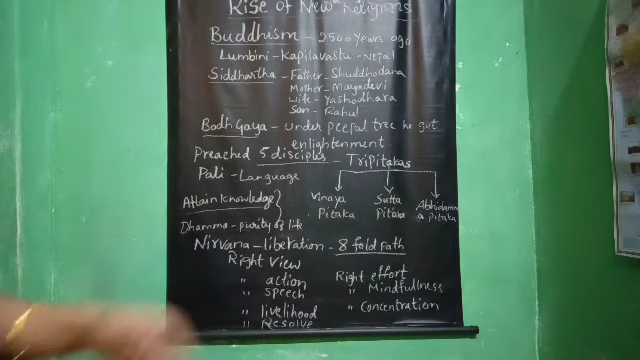 Rise of New Religions
Buddhism - 2500 years ago
Lumbini - Kapilavastu - Nepal
Siddhartha - Father - Shuddhodana
Mother - Mayadevi
Wife - Yashodhara
Son - Rahul
Bodh Gaya - Under peepal tree he got
enlightenment
Preached 5 disciples - Tripitakas
Pali - Language
Vinaya Pitaka
Sutta Pitaka
Abhidamma Pitaka
Attain knowledge
Dhamma - purity of life
Nirvana - liberation - 8 fold path
Right view
" action
" speech
" livelihood
" Resolve
Right effort
" Mindfullness
" Concentration